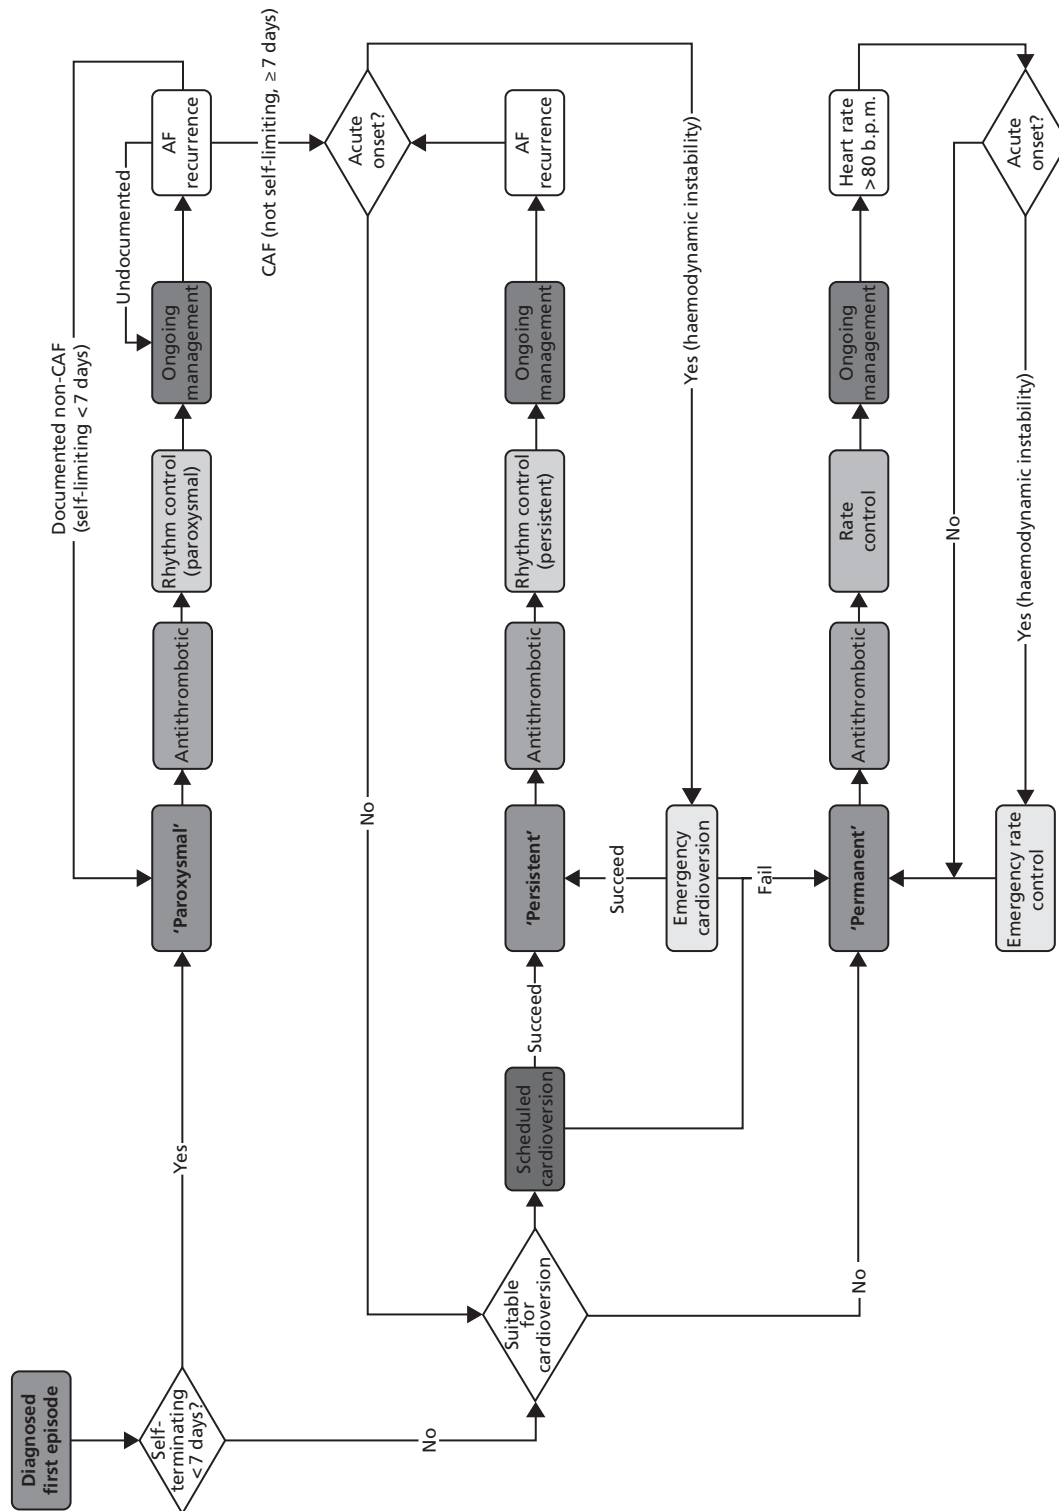 Diagnosed
first episode
Self-
terminating
<7 days?
Yes
No
'Paroxysmal'
Antithrombotic
Rhythm control
(paroxysmal)
Ongoing
management
AF
recurrence
Undocumented
Documented non-CAF
(self-limiting <7 days)
CAF (not self-limiting, ≥ 7 days)
Acute
onset?
No
Yes (haemodynamic instability)
Suitable
for
cardioversion
Scheduled
cardioversion
Succeed
'Persistent'
Antithrombotic
Rhythm control
(persistent)
Ongoing
management
AF
recurrence
Succeed
Emergency
cardioversion
Fail
No
'Permanent'
Antithrombotic
Rate
control
Ongoing
management
Heart rate
>80 b.p.m.
Acute
onset?
No
Yes (haemodynamic instability)
Emergency rate
control